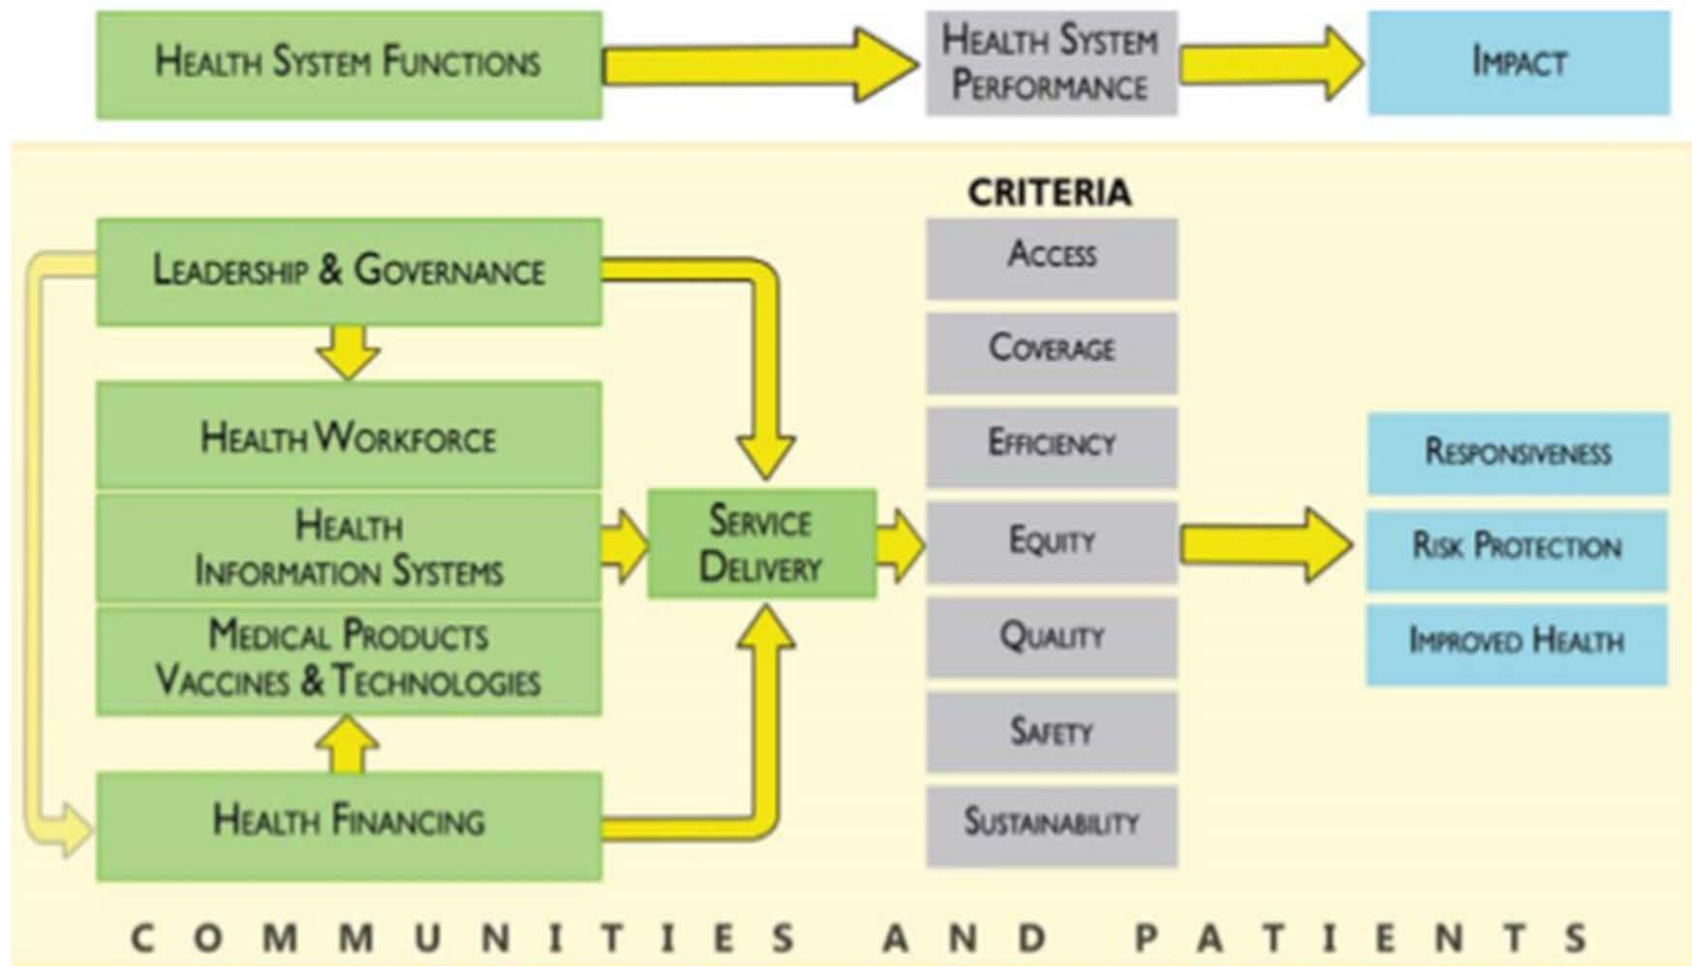 HEALTH SYSTEM FUNCTIONS
HEALTH SYSTEM
PERFORMANCE
IMPACT
CRITERIA
LEADERSHIP & GOVERNANCE
HEALTH WORKFORCE
HEALTH
INFORMATION SYSTEMS
MEDICAL PRODUCTS
VACCINES & TECHNOLOGIES
HEALTH FINANCING
SERVICE
DELIVERY
ACCESS
COVERAGE
EFFICIENCY
EQUITY
QUALITY
SAFETY
SUSTAINABILITY
RESPONSIVENESS
RISK PROTECTION
IMPROVED HEALTH
COMMUNITIES AND PATIENTS